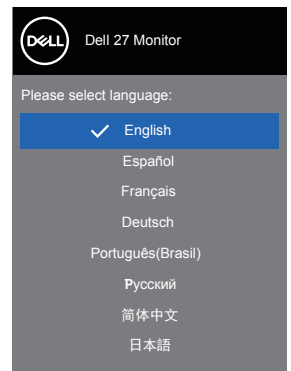 DELL
Dell 27 Monitor
Please select language:
English
Español
Français
Deutsch
Português(Brasil)
Русский
简体中文
日本語